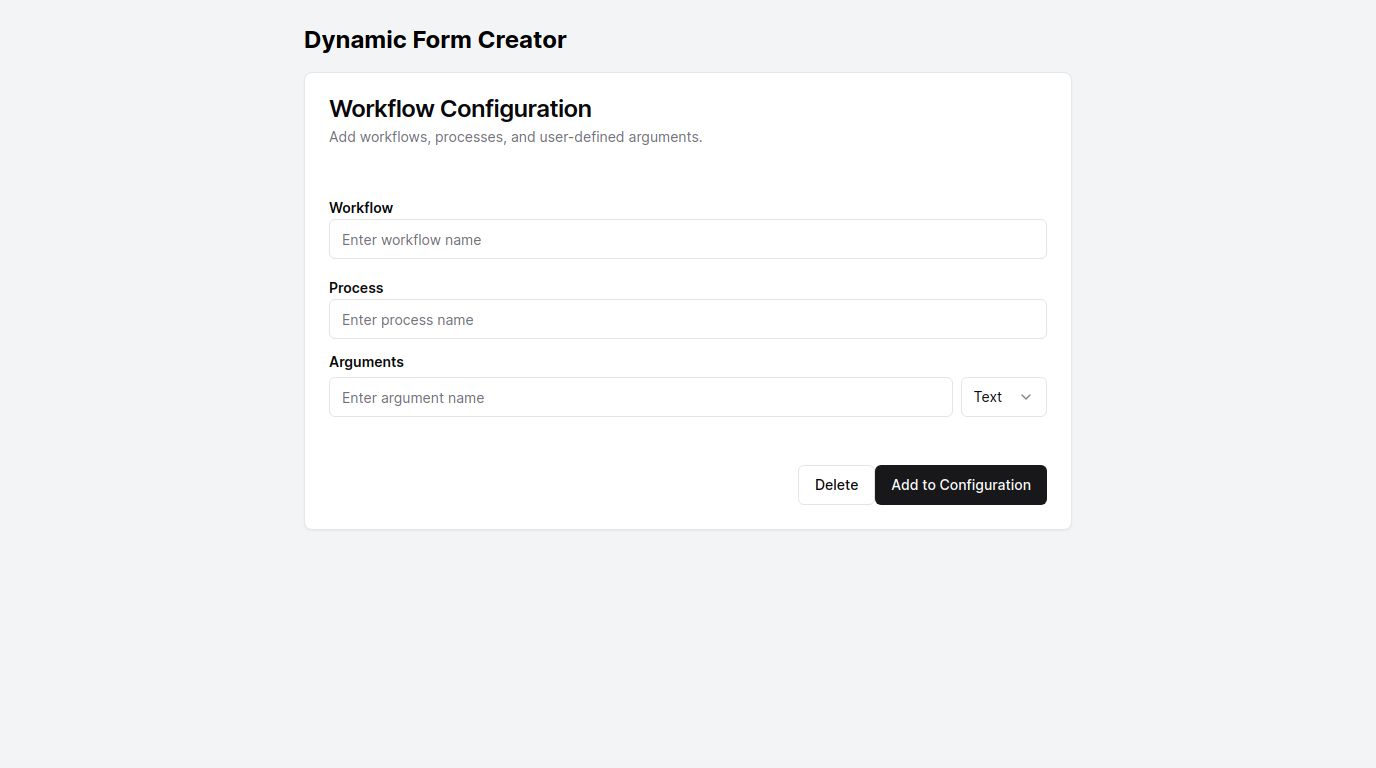 Dynamic Form Creator
Workflow Configuration
Add workflows, processes, and user-defined arguments.
Workflow
Enter workflow name
Process
Enter process name
Arguments
Enter argument name Text
Delete Add to Configuration